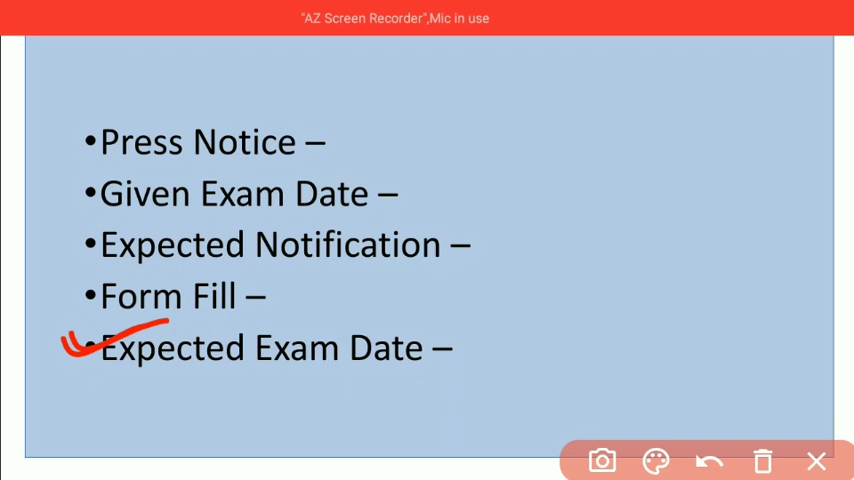 "AZ Screen Recorder",Mic in use
•Press Notice –
•Given Exam Date –
•Expected Notification –
•Form Fill –
•Expected Exam Date –